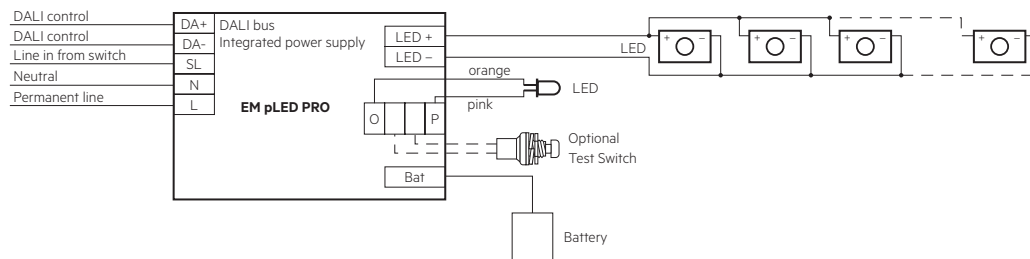 DALI control
DALI control
Line in from switch
Neutral
Permanent line
DA+
DA-
SL
N
L
DALI bus
Integrated power supply
EM pLED PRO
LED +
LED –
O
P
Bat
orange
pink
LED
Optional
Test Switch
Battery
LED
+ –
+ –
+ –
+ –